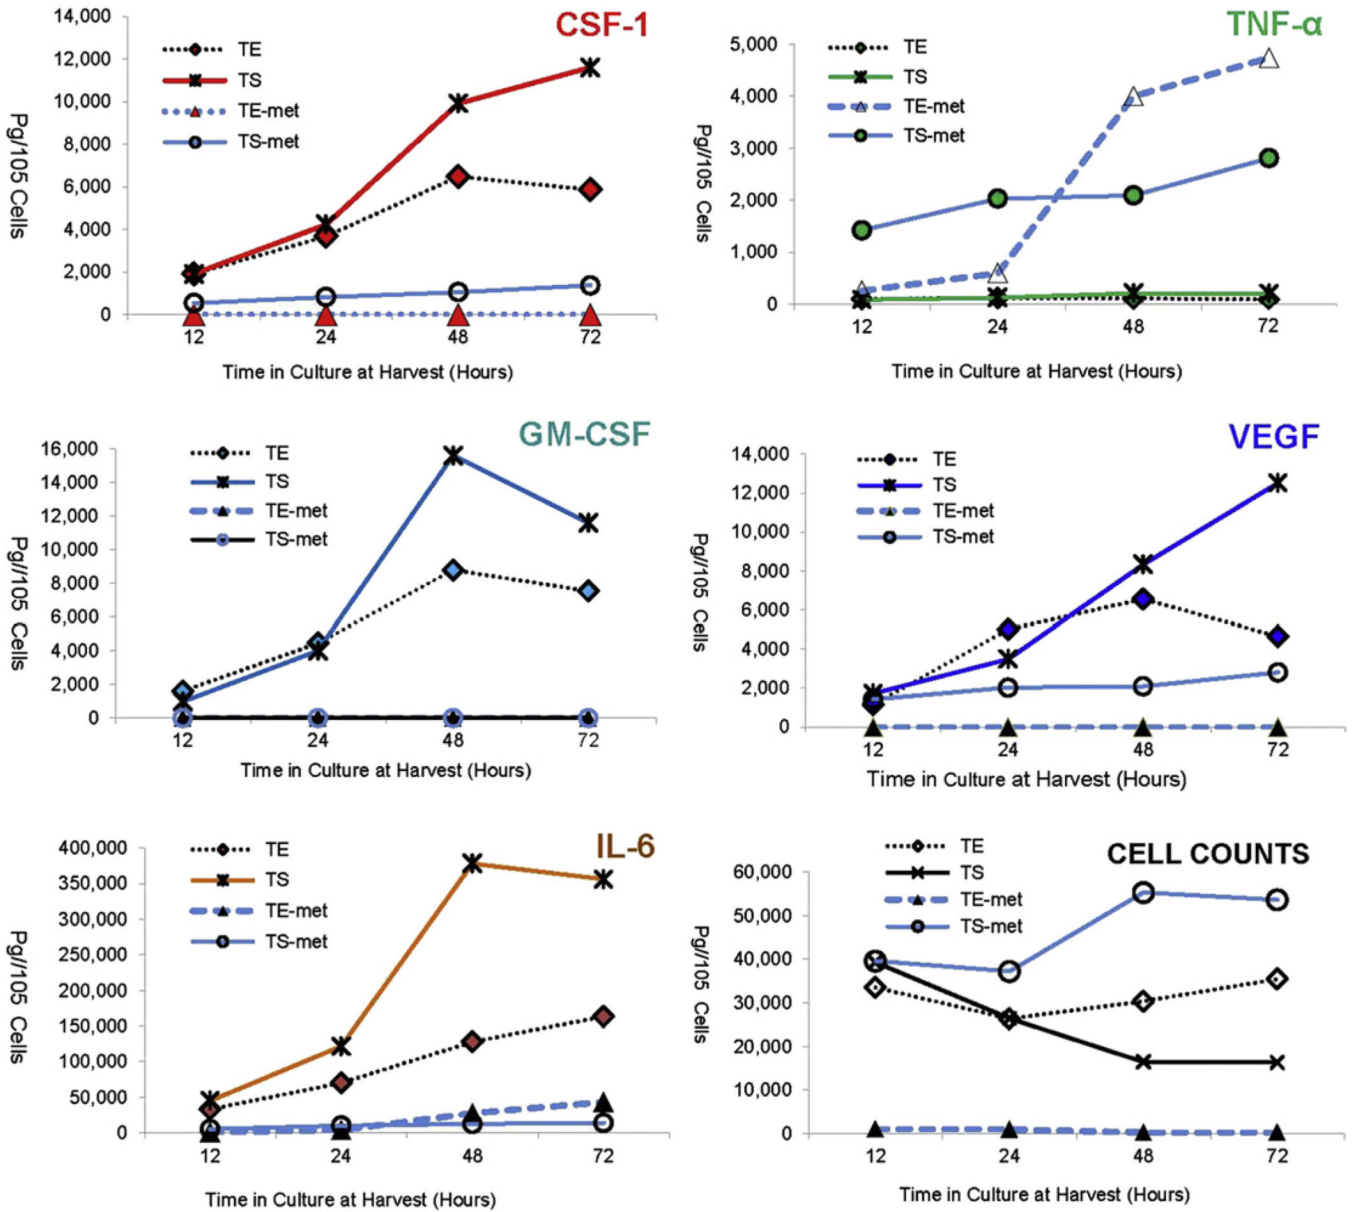 CSF-1
14,000
12,000
10,000
8,000
6,000
4,000
2,000
0
Pg/105 Cells
TE
TS
TE-met
TS-met
12 24 48 72
Time in Culture at Harvest (Hours)
TNF-α
5,000
4,000
3,000
2,000
1,000
0
Pg//105 Cells
TE
TS
TE-met
TS-met
12 24 48 72
Time in Culture at Harvest (Hours)
GM-CSF
16,000
14,000
12,000
10,000
8,000
6,000
4,000
2,000
0
Pg//105 Cells
TE
TS
TE-met
TS-met
12 24 48 72
Time in Culture at Harvest (Hours)
VEGF
14,000
12,000
10,000
8,000
6,000
4,000
2,000
0
Pg//105 Cells
TE
TS
TE-met
TS-met
12 24 48 72
Time in Culture at Harvest (Hours)
IL-6
400,000
350,000
300,000
250,000
200,000
150,000
100,000
50,000
0
Pg//105 Cells
TE
TS
TE-met
TS-met
12 24 48 72
Time in Culture at Harvest (Hours)
CELL COUNTS
60,000
50,000
40,000
30,000
20,000
10,000
0
Pg//105 Cells
TE
TS
TE-met
TS-met
12 24 48 72
Time in Culture at Harvest (Hours)